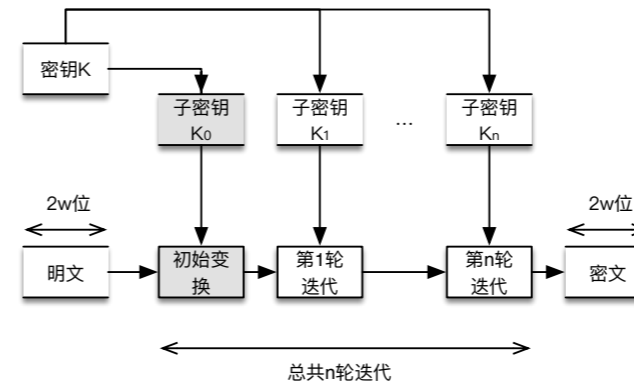 密钥K
子密钥
K0
子密钥
K1
...
子密钥
Kn
2w位
2w位
明文
初始变
换
第1轮
迭代
第n轮
迭代
密文
总共n轮迭代